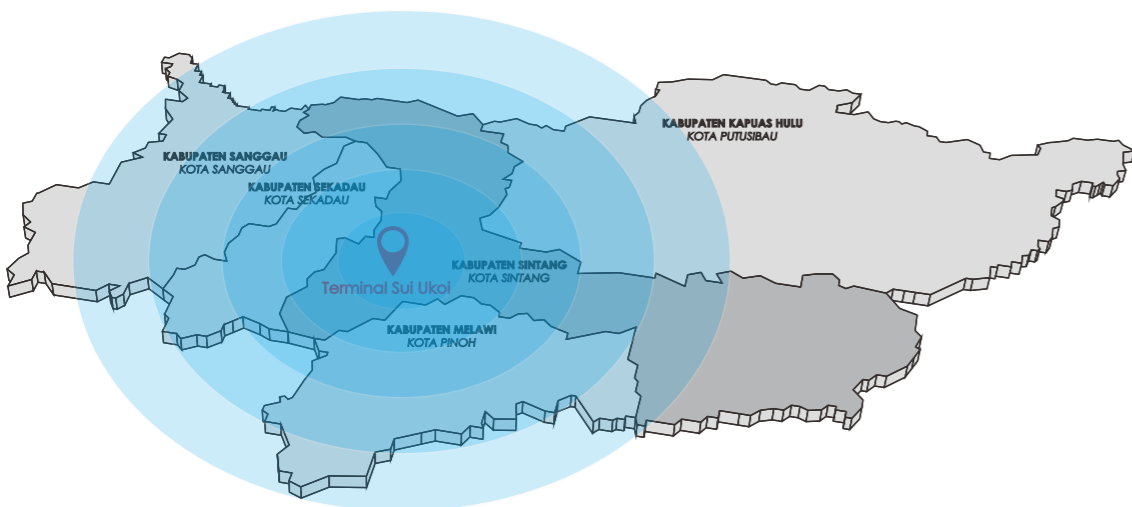 KABUPATEN KAPUAS HULU
KOTA PUTUSIBAU
KABUPATEN SANGGAU
KOTA SANGGAU
KABUPATEN SEKADAU
KOTA SEKADAU
KABUPATEN SINTANG
KOTA SINTANG
Terminal Sui Ukoi
KABUPATEN MELAWI
KOTA PINOH